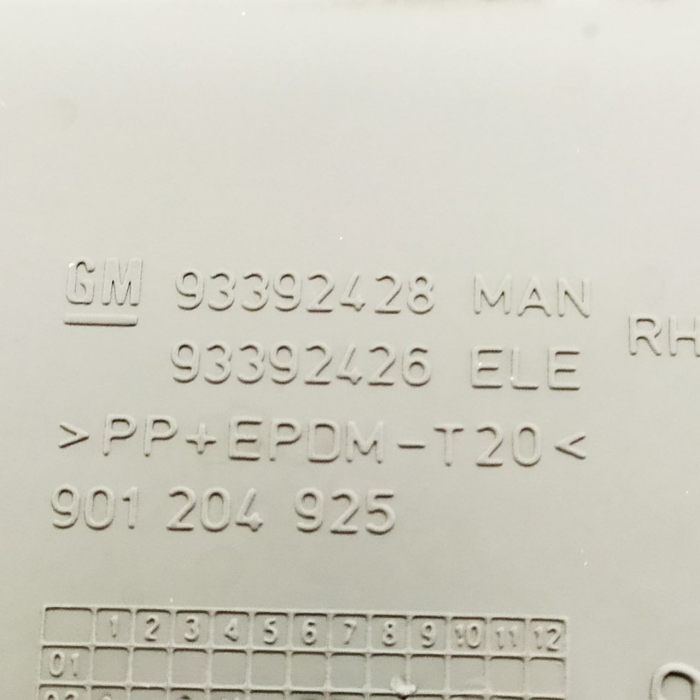 GM 93392428 MAN
93392426 ELE
RH
>PP+EPDM-T20<
901 204 925
1 2 3 4 5 6 7 8 9 10 11 12
01